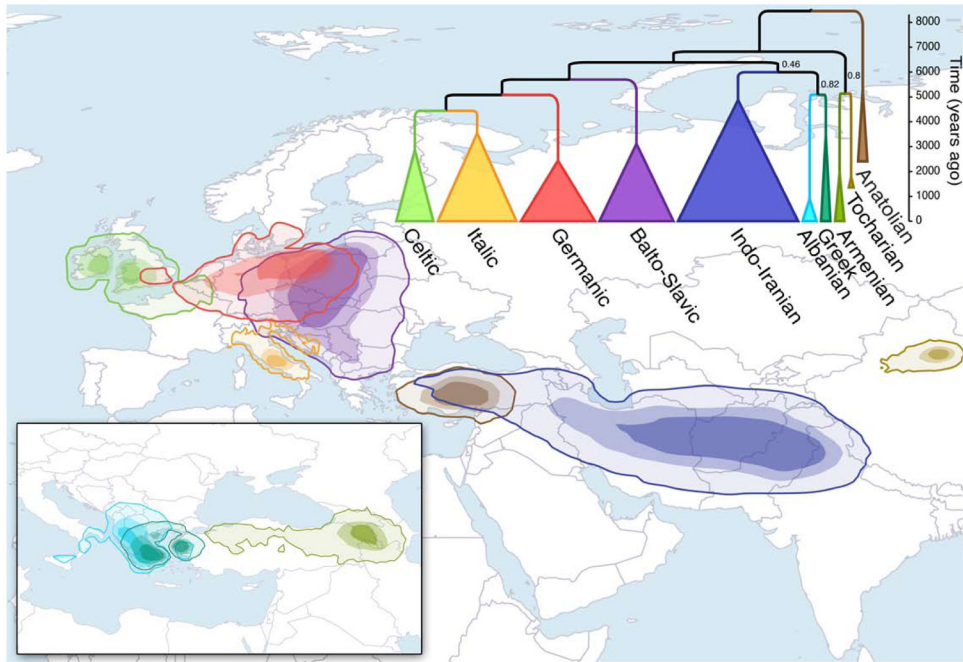 8000
7000
6000
5000
4000
3000
2000
1000
0
Time (years ago)
0.46
0.82
0.8
Celtic
Italic
Germanic
Balto-Slavic
Indo-Iranian
Albanian
Greek
Armenian
Tocharian
Anatolian